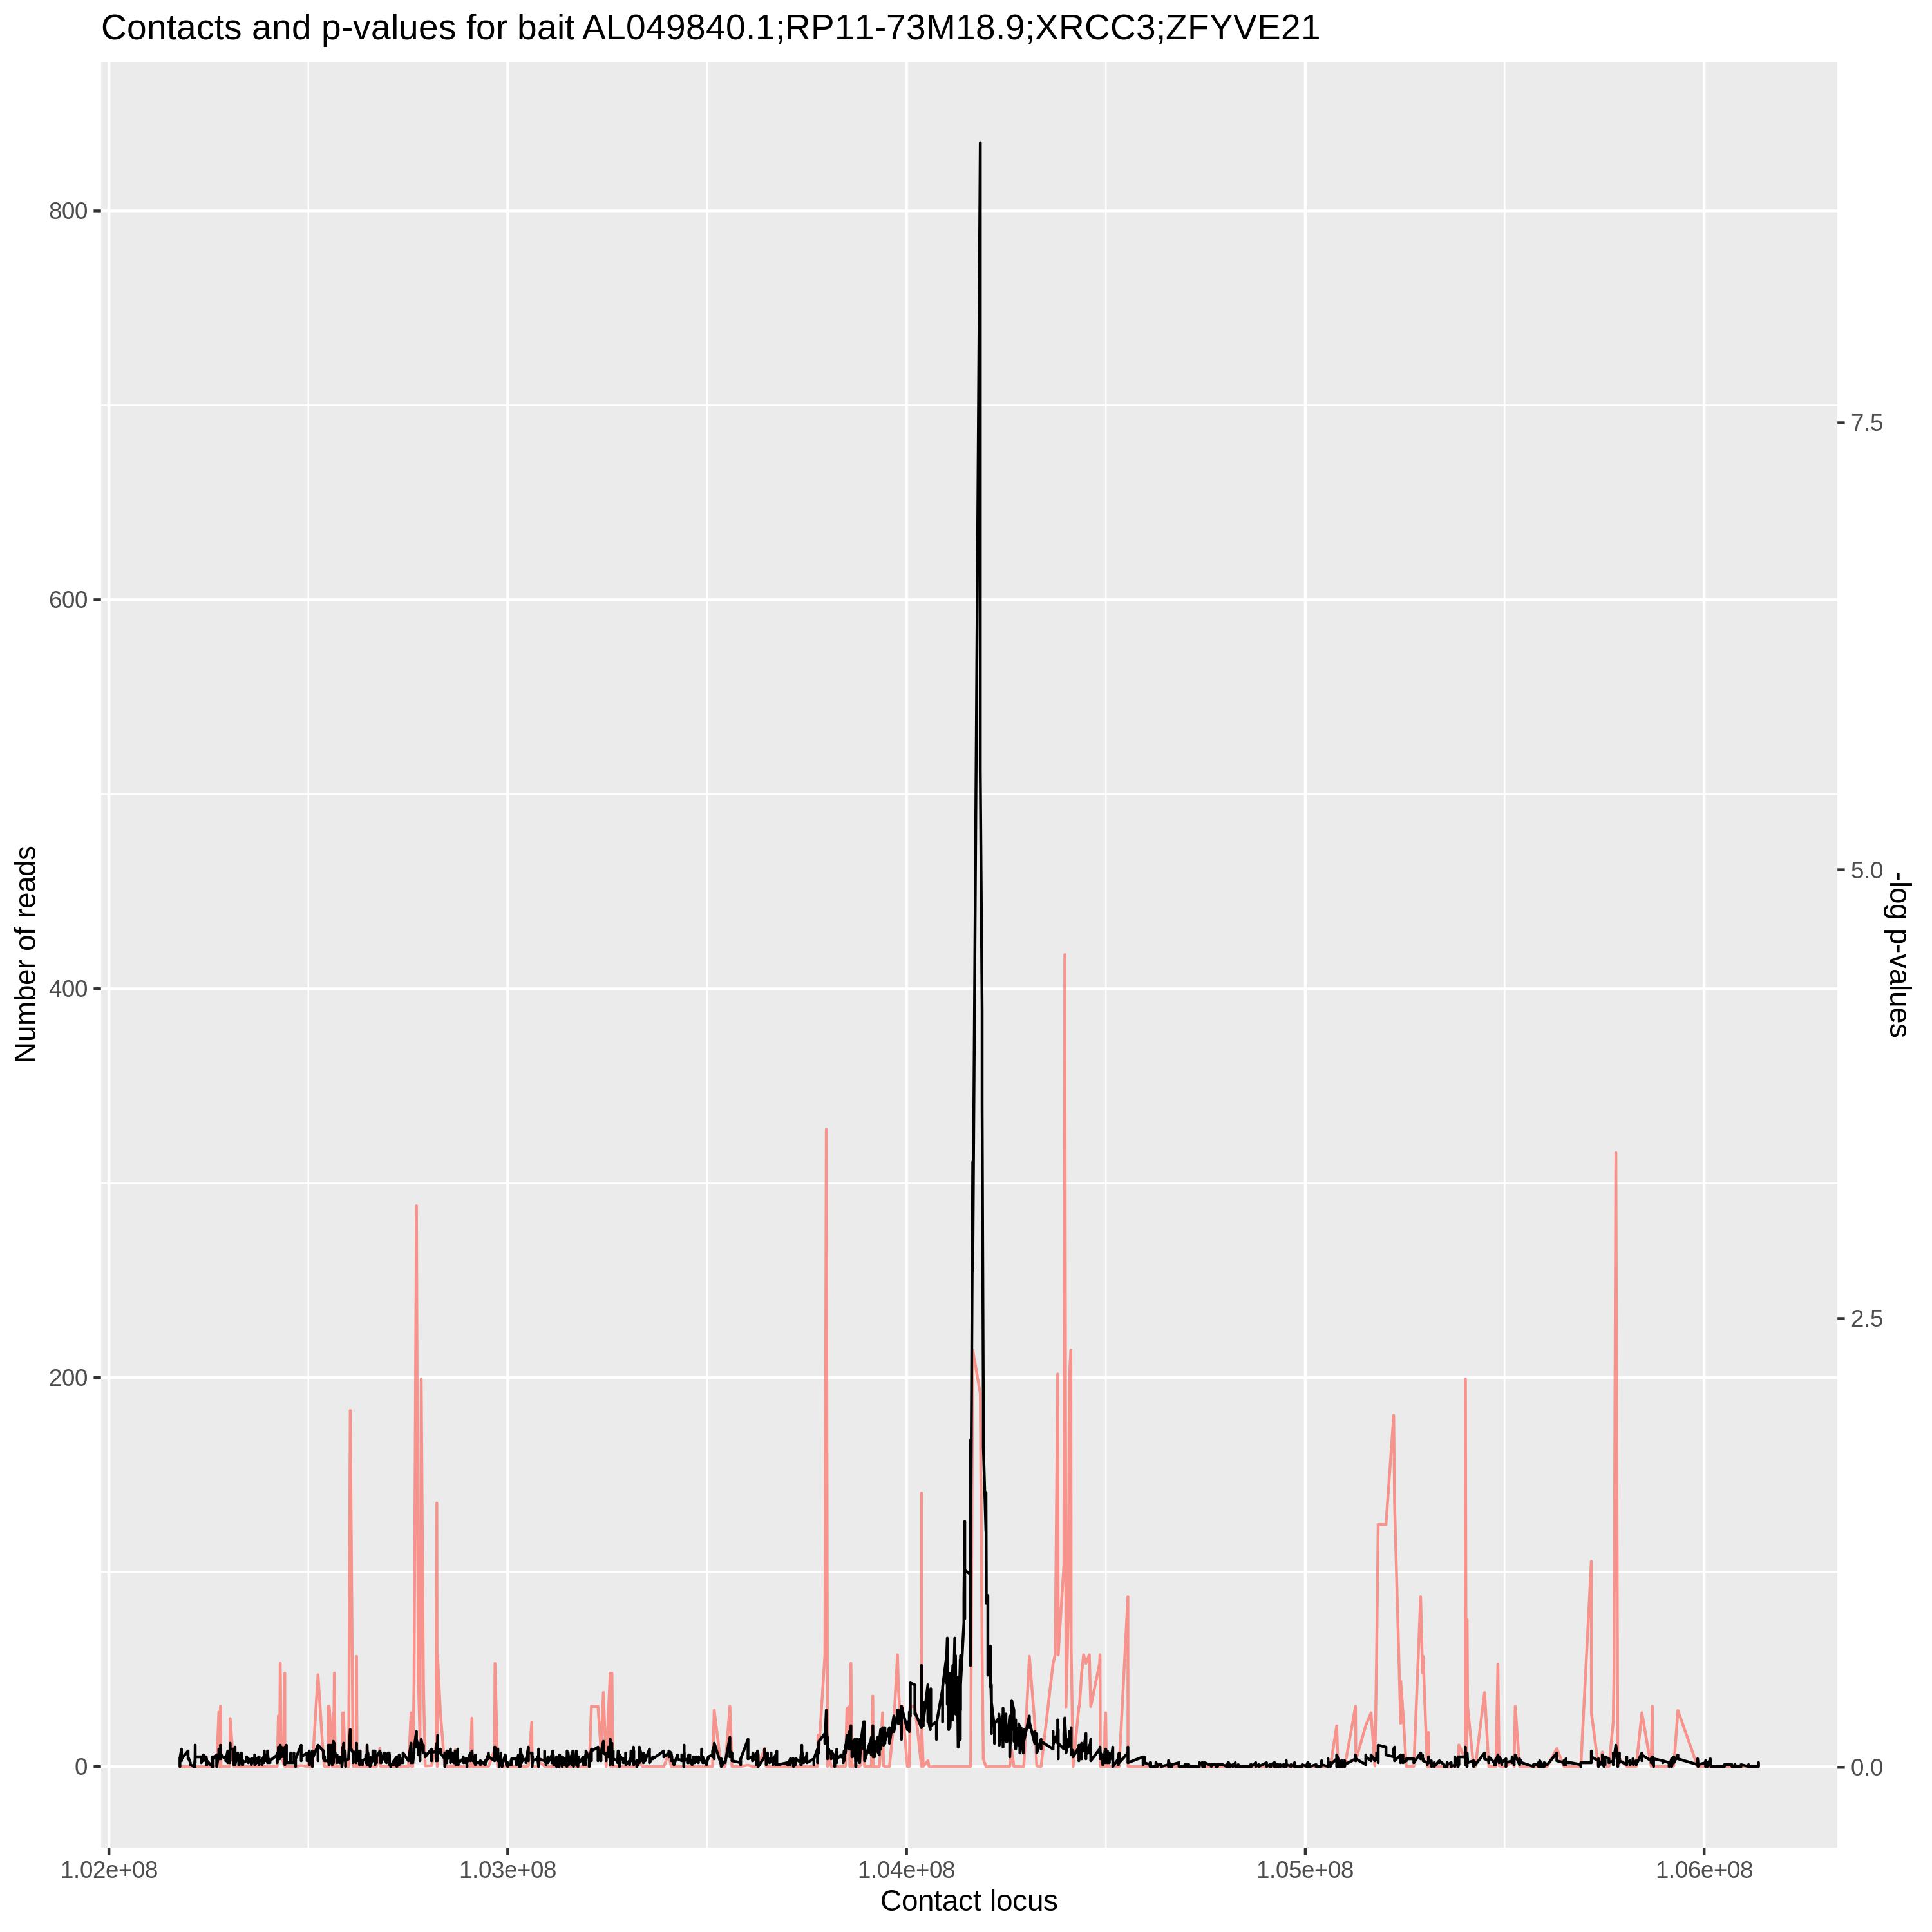 Contacts and p-values for bait AL049840.1;RP11-73M18.9;XRCC3;ZFYVE21
800
600
400
200
0
Number of reads
7.5
5.0
2.5
0.0
-log p-values
1.02e+08
1.03e+08
1.04e+08
1.05e+08
1.06e+08
Contact locus